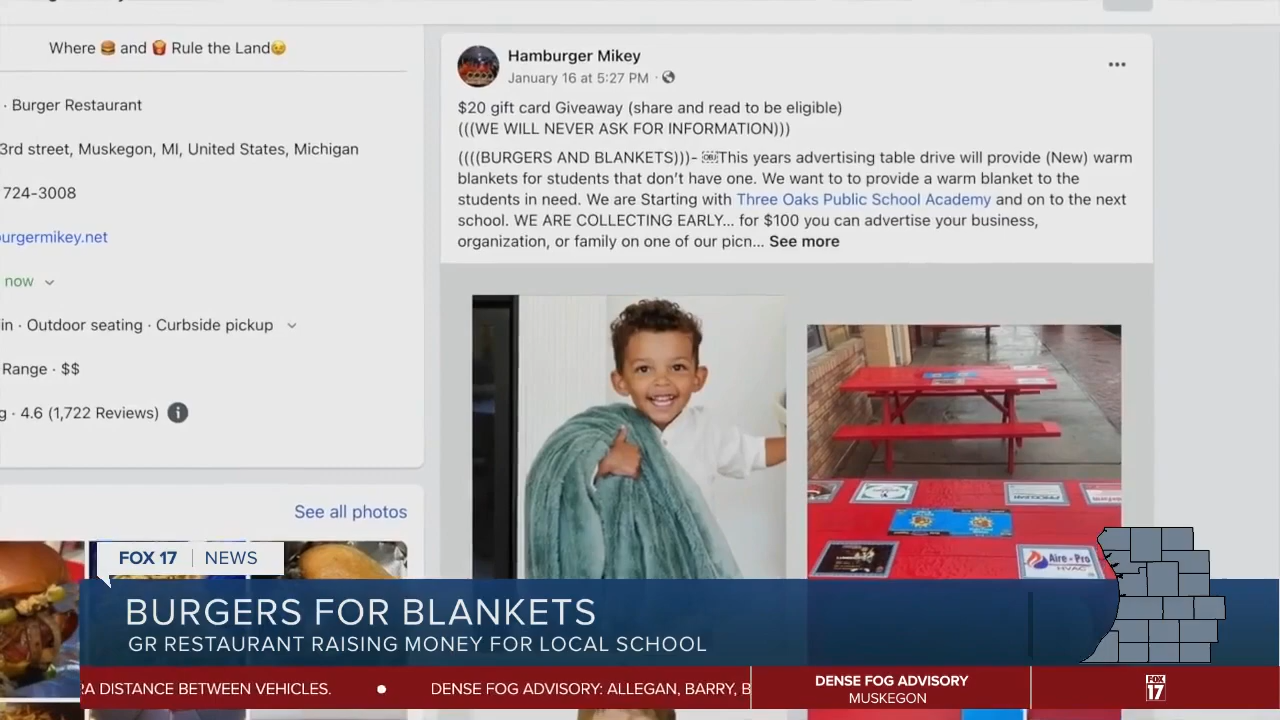 Where 🍔 and 🍟 Rule the Land😉
· Burger Restaurant
3rd street, Muskegon, MI, United States, Michigan
724-3008
urgermikey.net
now
in · Outdoor seating · Curbside pickup
Range · $$
g · 4.6 (1,722 Reviews)
See all photos
Hamburger Mikey
January 16 at 5:27 PM ·
$20 gift card Giveaway (share and read to be eligible)
(((WE WILL NEVER ASK FOR INFORMATION)))
((((BURGERS AND BLANKETS)))- This years advertising table drive will provide (New) warm
blankets for students that don't have one. We want to to provide a warm blanket to the
students in need. We are Starting with Three Oaks Public School Academy and on to the next
school. WE ARE COLLECTING EARLY... for $100 you can advertise your business,
organization, or family on one of our picn... See more
Aire - Pro
HVAC
FOX 17 NEWS
BURGERS FOR BLANKETS
GR RESTAURANT RAISING MONEY FOR LOCAL SCHOOL
RA DISTANCE BETWEEN VEHICLES. • DENSE FOG ADVISORY: ALLEGAN, BARRY, B
DENSE FOG ADVISORY
MUSKEGON
FOX
17